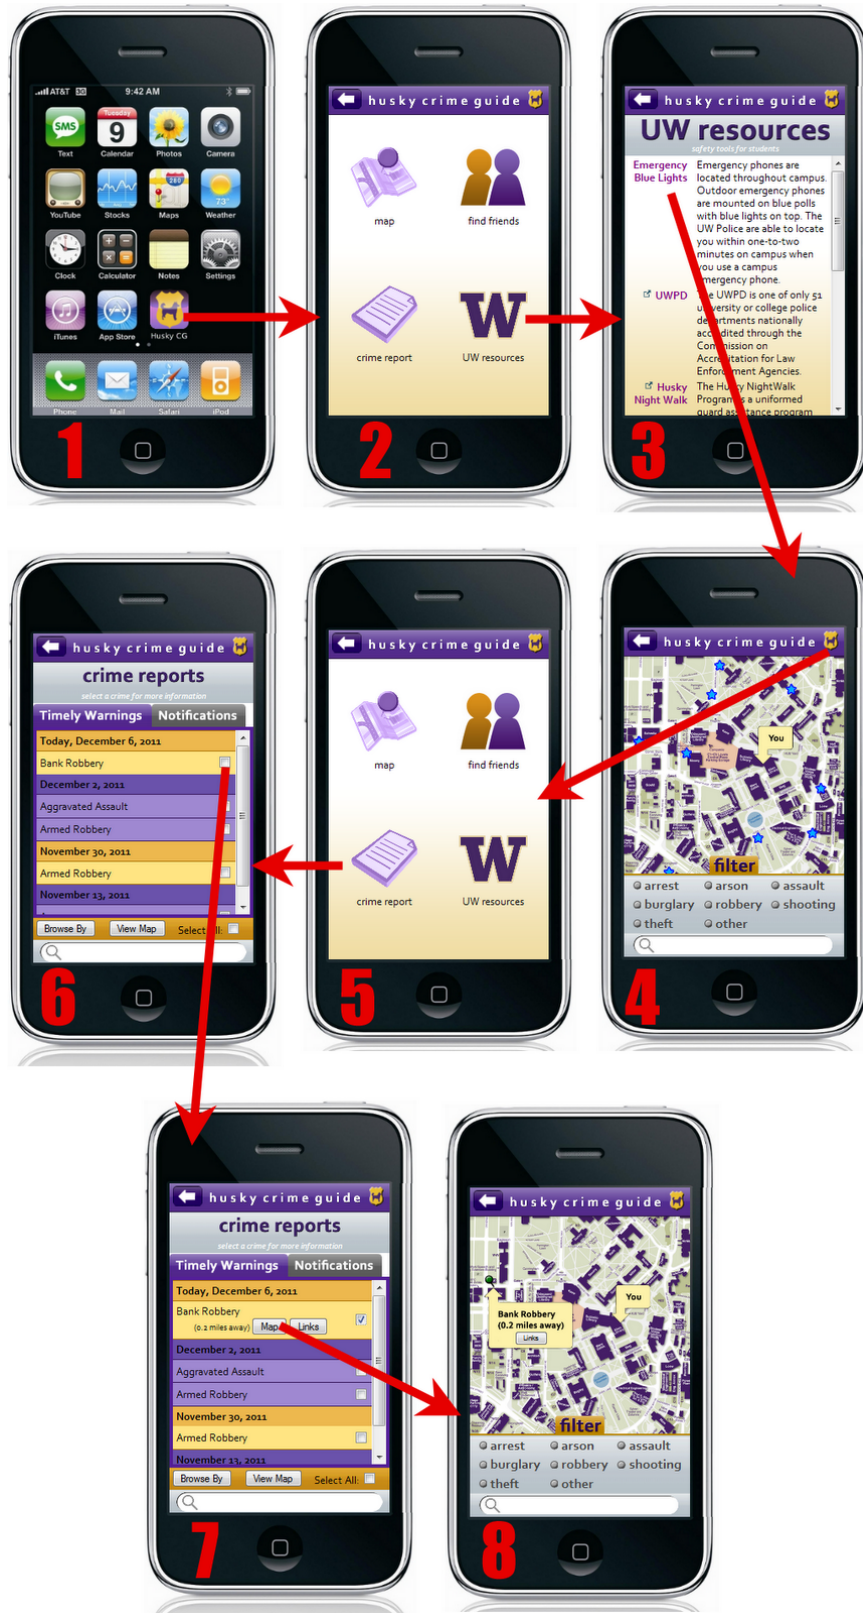 AT&T 3G 9:42 AM
SMS Tuesday 9 280
Text Calendar Photos Camera
73°
YouTube Stocks Maps Weather
Clock Calculator Notes Settings
iTunes App Store Husky CG
Phone Mail Safari iPod
1
husky crime guide
map find friends
W
crime report UW resources
2
husky crime guide
UW resources
safety tools for students
Emergency Emergency phones are
Blue Lights located throughout campus.
Outdoor emergency phones
are mounted on blue polls
with blue lights on top. The
UW Police are able to locate
you within one-to-two
minutes on campus when
you use a campus
emergency phone.
UWPD The UWPD is one of only 51
university or college police
departments nationally
accredited through the
Commission on
Accreditation for Law
Enforcement Agencies.
Husky The Husky NightWalk
Night Walk Program is a uniformed
guard assistance program
3
husky crime guide
You
filter
arrest arson assault
burglary robbery shooting
theft other
4
husky crime guide
map find friends
W
crime report UW resources
5
husky crime guide
crime reports
select a crime for more information
Timely Warnings Notifications
Today, December 6, 2011
Bank Robbery
December 2, 2011
Aggravated Assault
Armed Robbery
November 30, 2011
Armed Robbery
November 13, 2011
Browse By View Map Select All:
6
husky crime guide
crime reports
select a crime for more information
Timely Warnings Notifications
Today, December 6, 2011
Bank Robbery
(0.2 miles away) Map Links
December 2, 2011
Aggravated Assault
Armed Robbery
November 30, 2011
Armed Robbery
November 13, 2011
Browse By View Map Select All:
7
husky crime guide
You
Bank Robbery
(0.2 miles away)
Links
filter
arrest arson assault
burglary robbery shooting
theft other
8